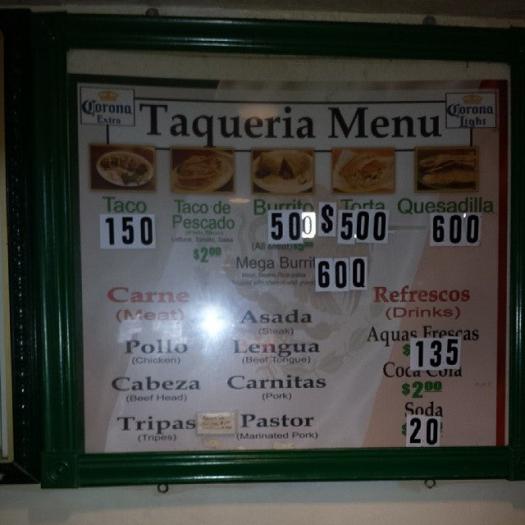 Corona Extra
Taqueria Menu
Corona Light
Taco
150
Taco de Pescado
$2.00
Burrito
500
Torta
$500
Quesadilla
600
Mega Burrit
600
Carne
(Meat)
Asada
(Steak)
Pollo
(Chicken)
Lengua
(Beef Tongue)
Cabeza
(Beef Head)
Carnitas
(Pork)
Tripas
(Tripes)
Pastor
(Marinated Pork)
Refrescos
(Drinks)
Aquas Frescas
$135
Coca Cola
$2.00
Soda
20